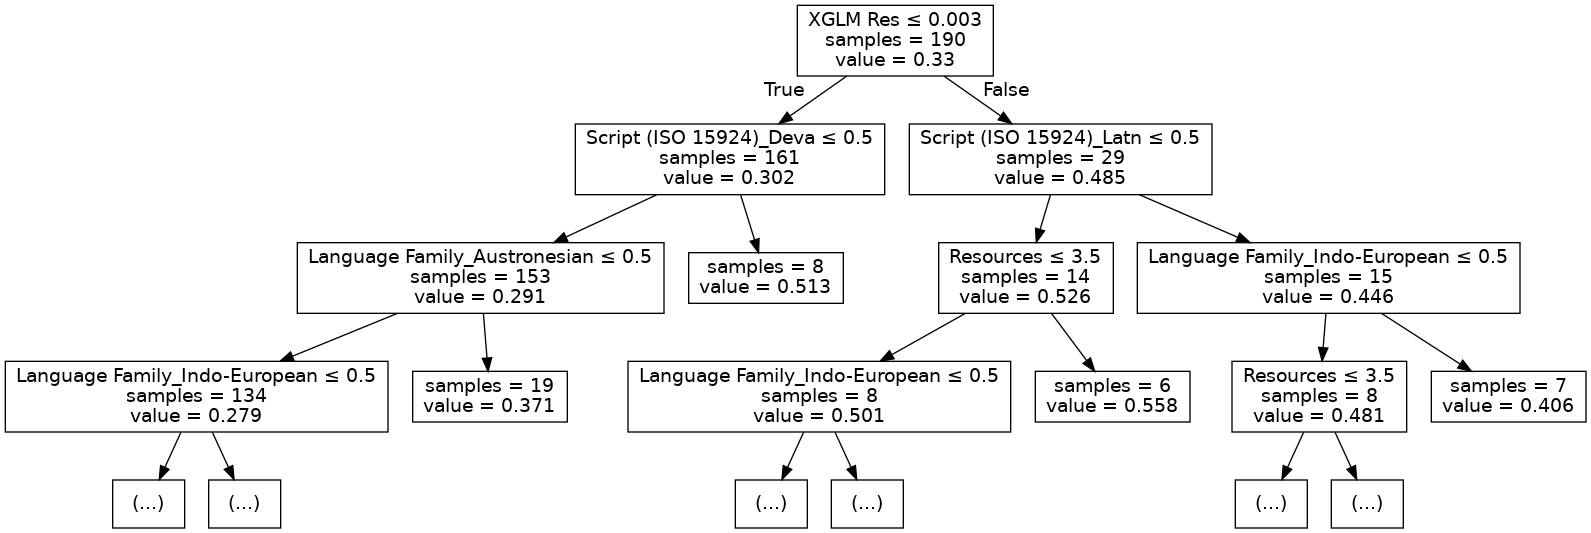 XGLM Res ≤ 0.003
samples = 190
value = 0.33
True
False
Script (ISO 15924)_Deva ≤ 0.5
samples = 161
value = 0.302
Script (ISO 15924)_Latn ≤ 0.5
samples = 29
value = 0.485
Language Family_Austronesian ≤ 0.5
samples = 153
value = 0.291
samples = 8
value = 0.513
Resources ≤ 3.5
samples = 14
value = 0.526
Language Family_Indo-European ≤ 0.5
samples = 15
value = 0.446
Language Family_Indo-European ≤ 0.5
samples = 134
value = 0.279
samples = 19
value = 0.371
Language Family_Indo-European ≤ 0.5
samples = 8
value = 0.501
samples = 6
value = 0.558
Resources ≤ 3.5
samples = 8
value = 0.481
samples = 7
value = 0.406
(...)
(...)
(...)
(...)
(...)
(...)